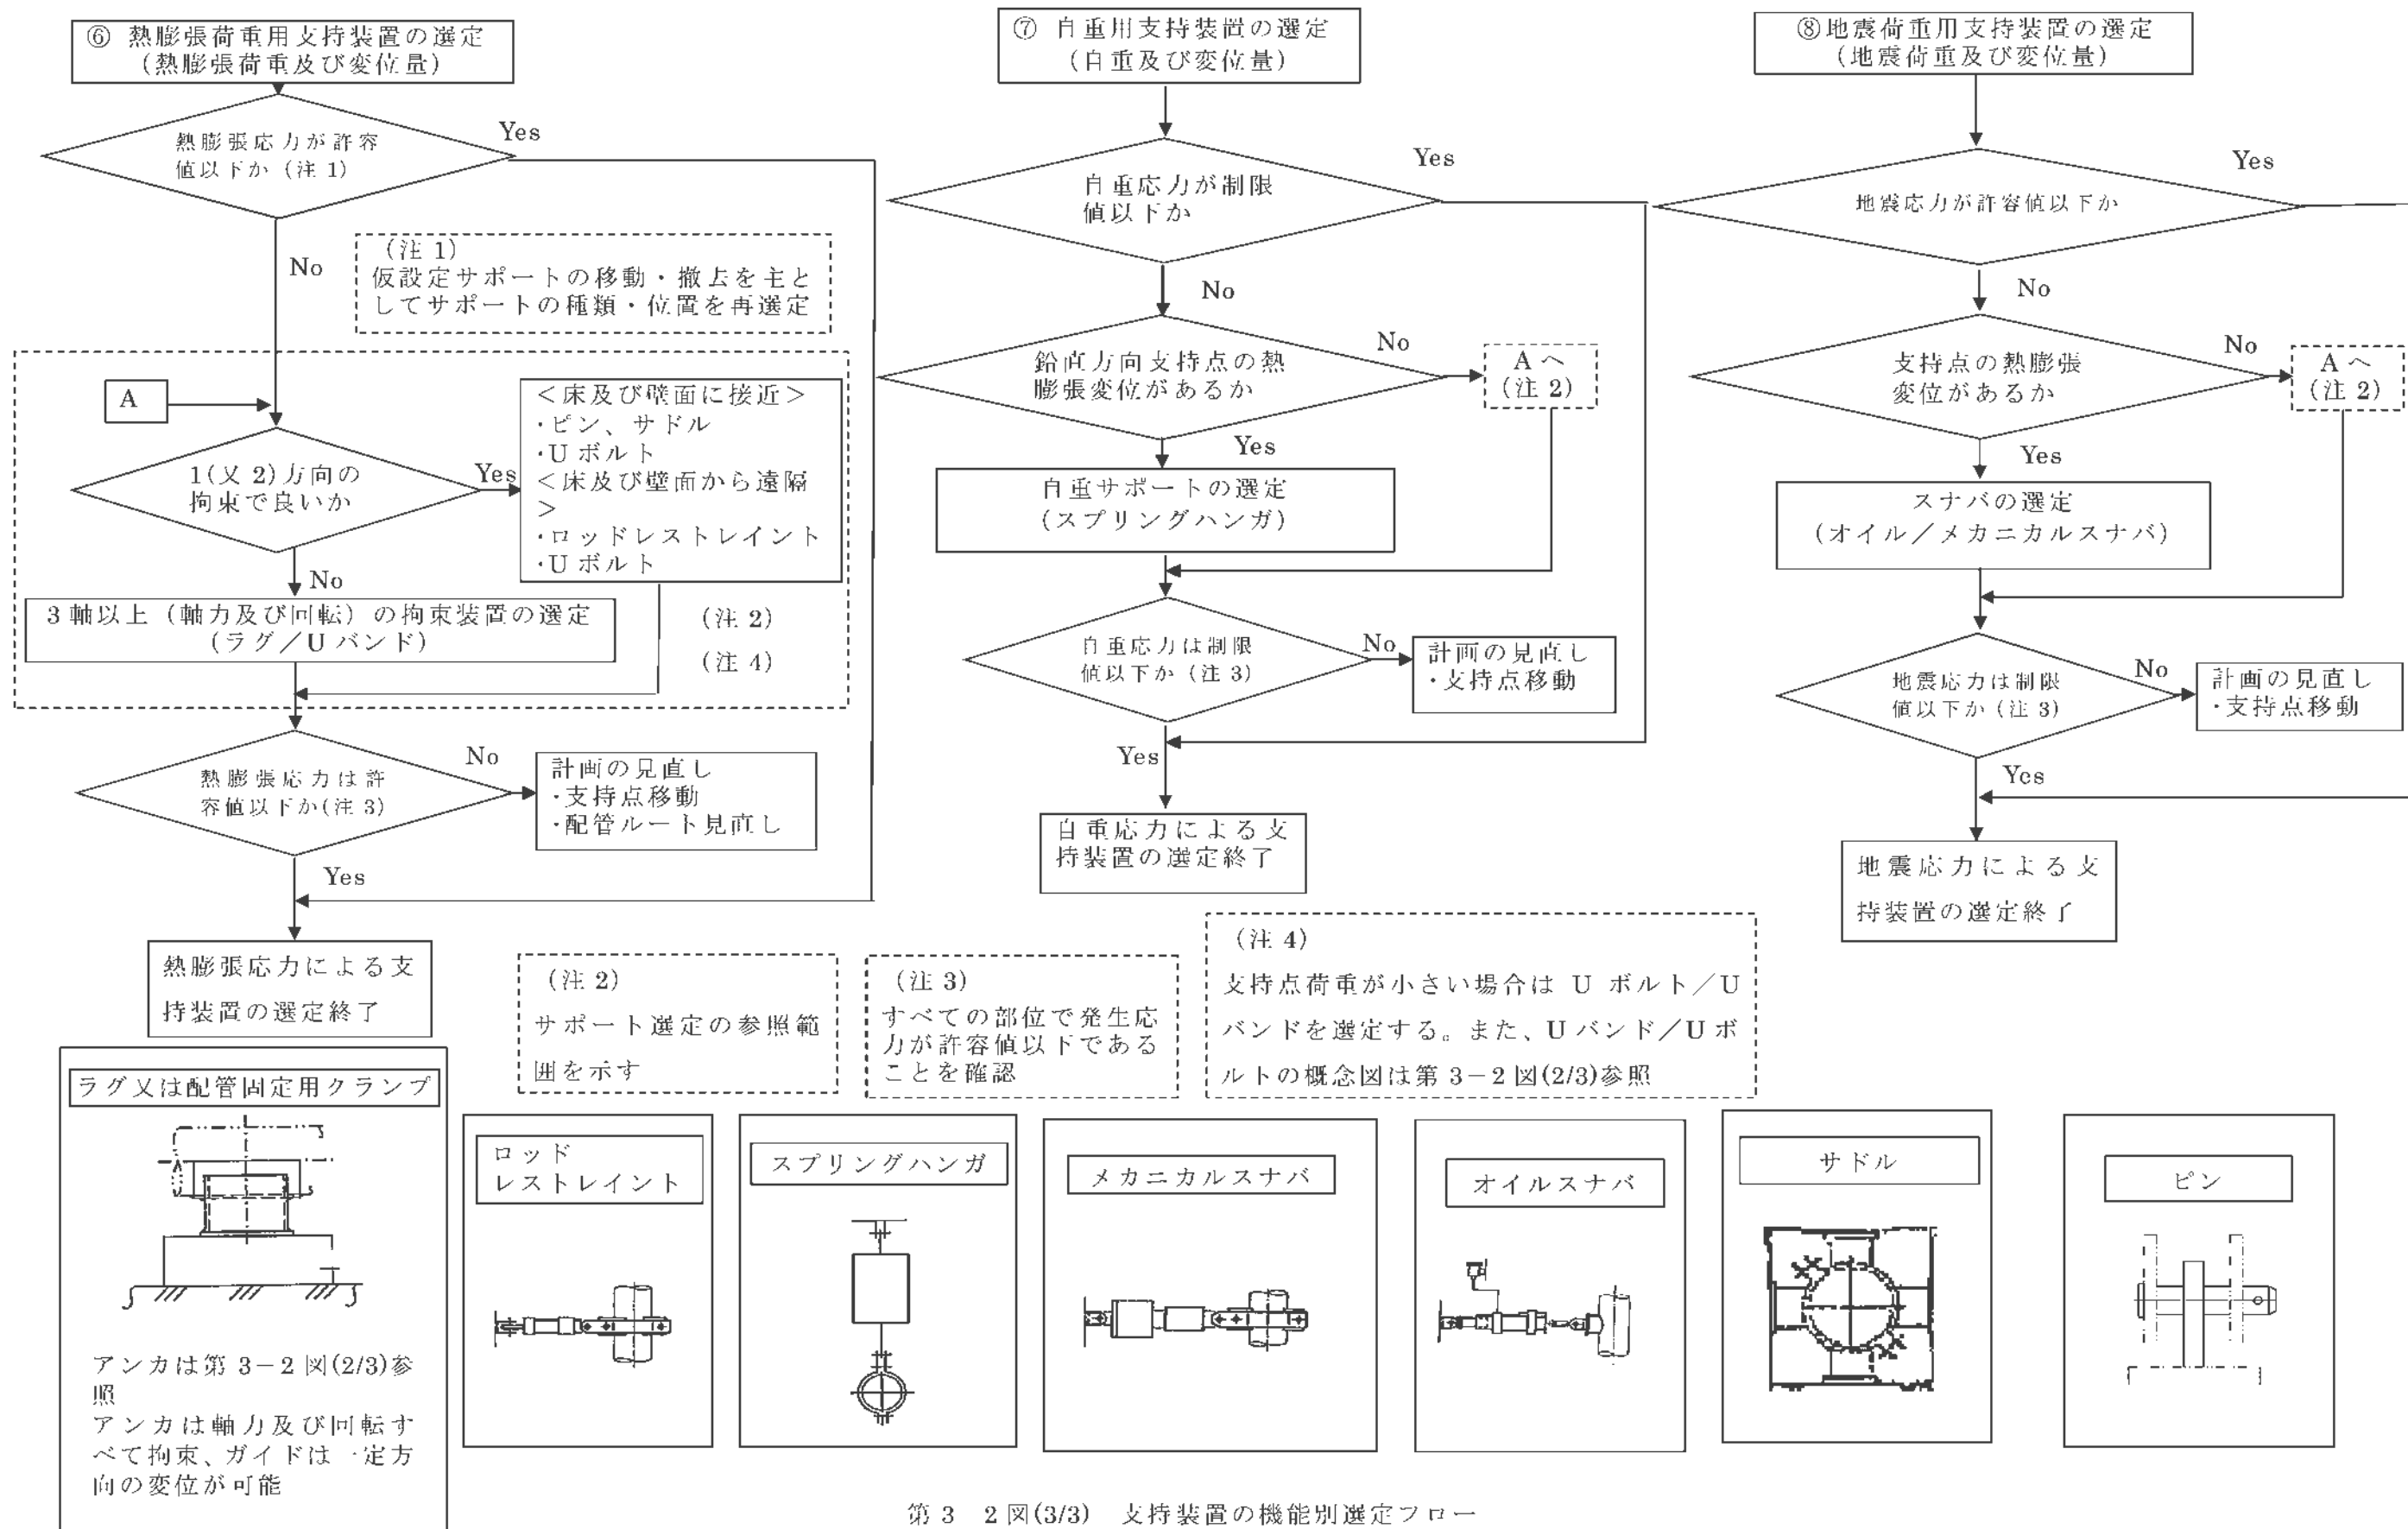 ⑥ 熱膨張荷重用支持装置の選定
(熱膨張荷重及び変位量)
熱膨張応力が許容
値以下か (注 1)
Yes
No
(注 1)
仮設定サポートの移動・撤去を主と
してサポートの種類・位置を再選定
A
1(又 2)方向の
拘束で良いか
Yes
No
<床及び壁面に接近>
・ピン、サドル
・U ボルト
<床及び壁面から遠隔
>
・ロッドレストレイント
・U ボルト
3 軸以上 (軸力及び回転) の拘束装置の選定
(ラグ/U バンド)
(注 2)
(注 4)
熱膨張応力は許
容値以下か(注 3)
No
計画の見直し
・支持点移動
・配管ルート見直し
Yes
熱膨張応力による支
持装置の選定終了
⑦ 自重用支持装置の選定
(自重及び変位量)
自重応力が制限
値以下か
Yes
No
鉛直方向支持点の熱
膨張変位があるか
No
A へ
(注 2)
Yes
自重サポートの選定
(スプリングハンガ)
自重応力は制限
値以下か (注 3)
No
計画の見直し
・支持点移動
Yes
自重応力による支
持装置の選定終了
⑧地震荷重用支持装置の選定
(地震荷重及び変位量)
地震応力が許容値以下か
Yes
No
支持点の熱膨張
変位があるか
No
A へ
(注 2)
Yes
スナバの選定
(オイル/メカニカルスナバ)
地震応力は制限
値以下か (注 3)
No
計画の見直し
・支持点移動
Yes
地震応力による支
持装置の選定終了
(注 2)
サポート選定の参照範
囲を示す
(注 3)
すべての部位で発生応
力が許容値以下である
ことを確認
(注 4)
支持点荷重が小さい場合は U ボルト/U
バンドを選定する。また、U バンド/U ボ
ルトの概念図は第 3-2 図(2/3)参照
ラグ又は配管固定用クランプ
アンカは第 3-2 図(2/3)参
照
アンカは軸力及び回転す
べて拘束、ガイドは一定方
向の変位が可能
ロッド
レストレイント
スプリングハンガ
メカニカルスナバ
オイルスナバ
サドル
ピン
第 3 2 図(3/3) 支持装置の機能別選定フロー